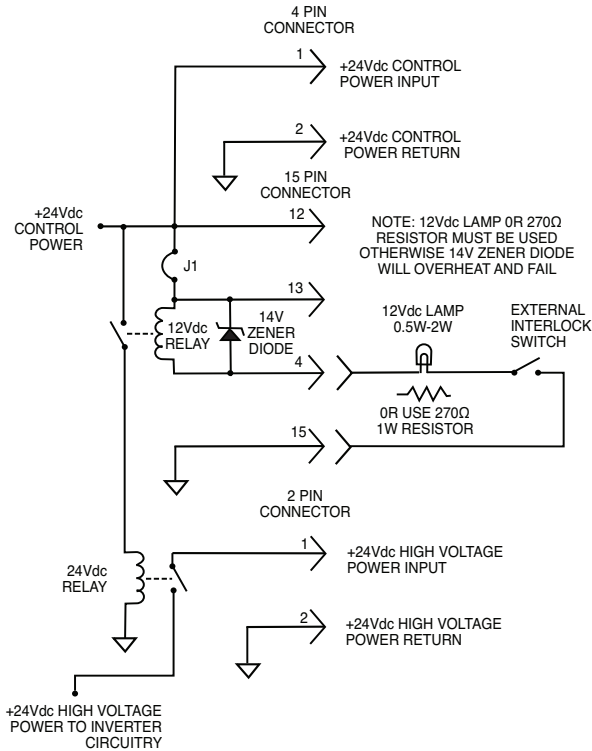 4 PIN
CONNECTOR
1
+24Vdc CONTROL
POWER INPUT
2
+24Vdc CONTROL
POWER RETURN
15 PIN
CONNECTOR
+24Vdc
CONTROL
POWER
12
NOTE: 12Vdc LAMP 0R 270Ω
RESISTOR MUST BE USED
OTHERWISE 14V ZENER DIODE
WILL OVERHEAT AND FAIL
J1
13
12Vdc
RELAY
14V
ZENER
DIODE
12Vdc LAMP
0.5W-2W
EXTERNAL
INTERLOCK
SWITCH
4
0R USE 270Ω
1W RESISTOR
15
2 PIN
CONNECTOR
1
+24Vdc HIGH VOLTAGE
POWER INPUT
24Vdc
RELAY
2
+24Vdc HIGH VOLTAGE
POWER RETURN
+24Vdc HIGH VOLTAGE
POWER TO INVERTER
CIRCUITRY